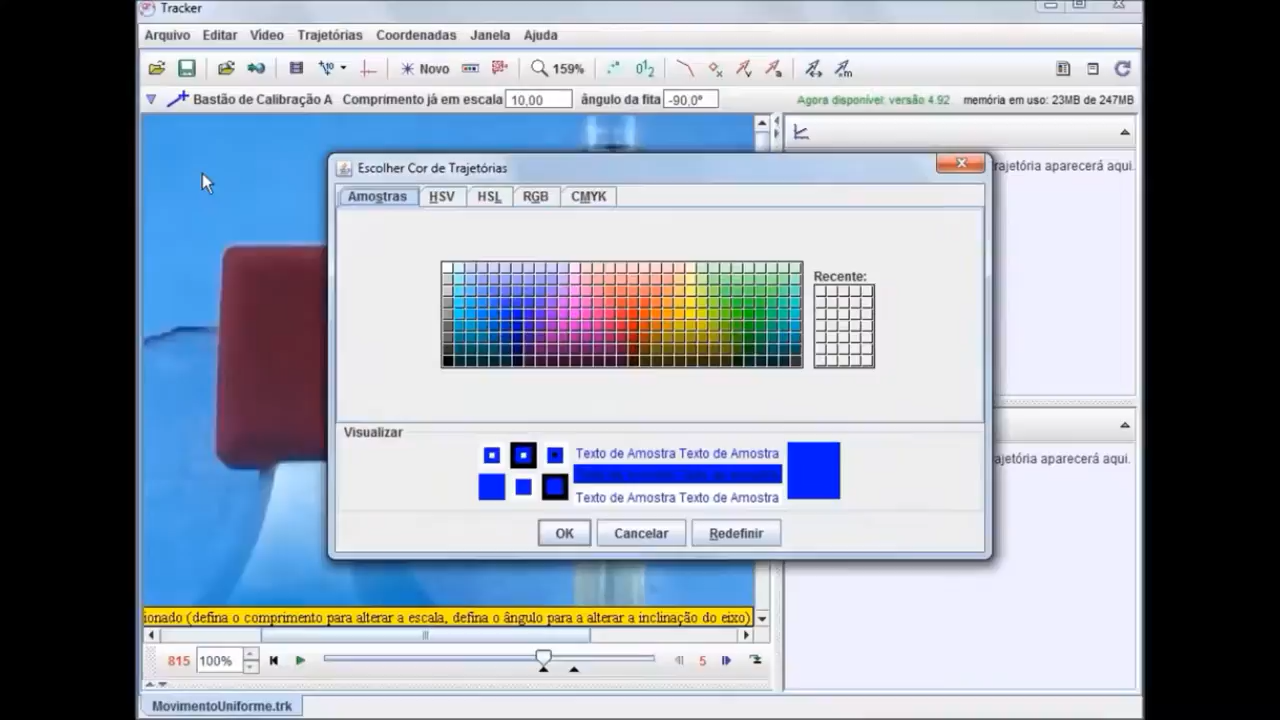 Tracker
Arquivo Editar Vídeo Trajetórias Coordenadas Janela Ajuda
Novo 159%
Bastão de Calibração A Comprimento já em escala 10,00 ângulo da fita -90,0° Agora disponível: versão 4.92 memória em uso: 23MB de 247MB
Escolher Cor de Trajetórias
rajetória aparecerá aqui.
Amostras HSV HSL RGB CMYK
Recente:
Visualizar
Texto de Amostra Texto de Amostra
ajetória aparecerá aqui.
Texto de Amostra Texto de Amostra
OK Cancelar Redefinir
ionado (defina o comprimento para alterar a escala, defina o ângulo para a alterar a inclinação do eixo)
815 100% 5
MovimentoUniforme.trk